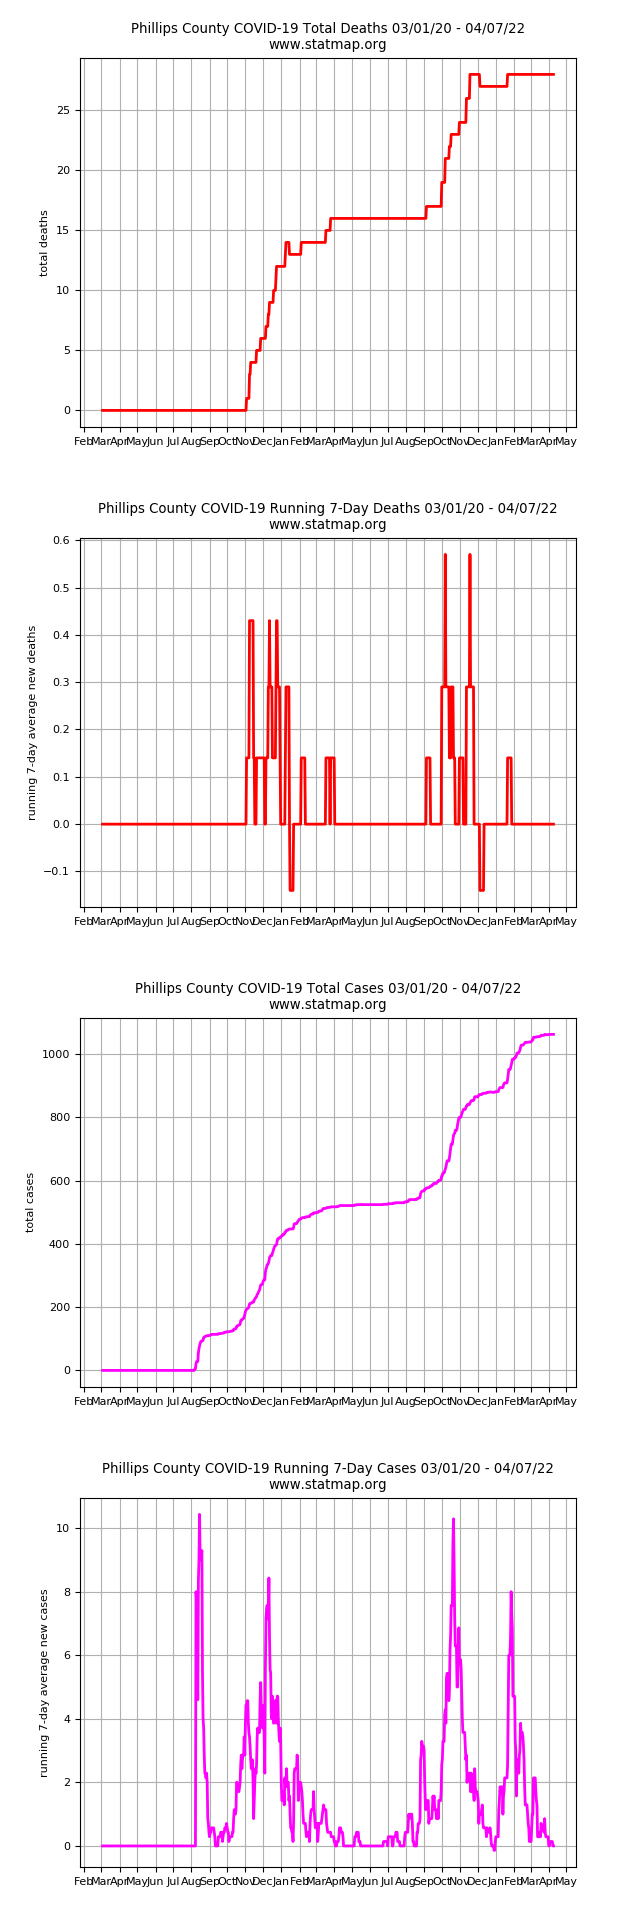 Phillips County COVID-19 Total Deaths 03/01/20 - 04/07/22
www.statmap.org
total deaths
25
20
15
10
5
0
Feb Mar Apr May Jun Jul Aug Sep Oct Nov Dec Jan Feb Mar Apr May Jun Jul Aug Sep Oct Nov Dec Jan Feb Mar Apr May
Phillips County COVID-19 Running 7-Day Deaths 03/01/20 - 04/07/22
www.statmap.org
running 7-day average new deaths
0.6
0.5
0.4
0.3
0.2
0.1
0.0
−0.1
Feb Mar Apr May Jun Jul Aug Sep Oct Nov Dec Jan Feb Mar Apr May Jun Jul Aug Sep Oct Nov Dec Jan Feb Mar Apr May
Phillips County COVID-19 Total Cases 03/01/20 - 04/07/22
www.statmap.org
total cases
1000
800
600
400
200
0
Feb Mar Apr May Jun Jul Aug Sep Oct Nov Dec Jan Feb Mar Apr May Jun Jul Aug Sep Oct Nov Dec Jan Feb Mar Apr May
Phillips County COVID-19 Running 7-Day Cases 03/01/20 - 04/07/22
www.statmap.org
running 7-day average new cases
10
8
6
4
2
0
Feb Mar Apr May Jun Jul Aug Sep Oct Nov Dec Jan Feb Mar Apr May Jun Jul Aug Sep Oct Nov Dec Jan Feb Mar Apr May